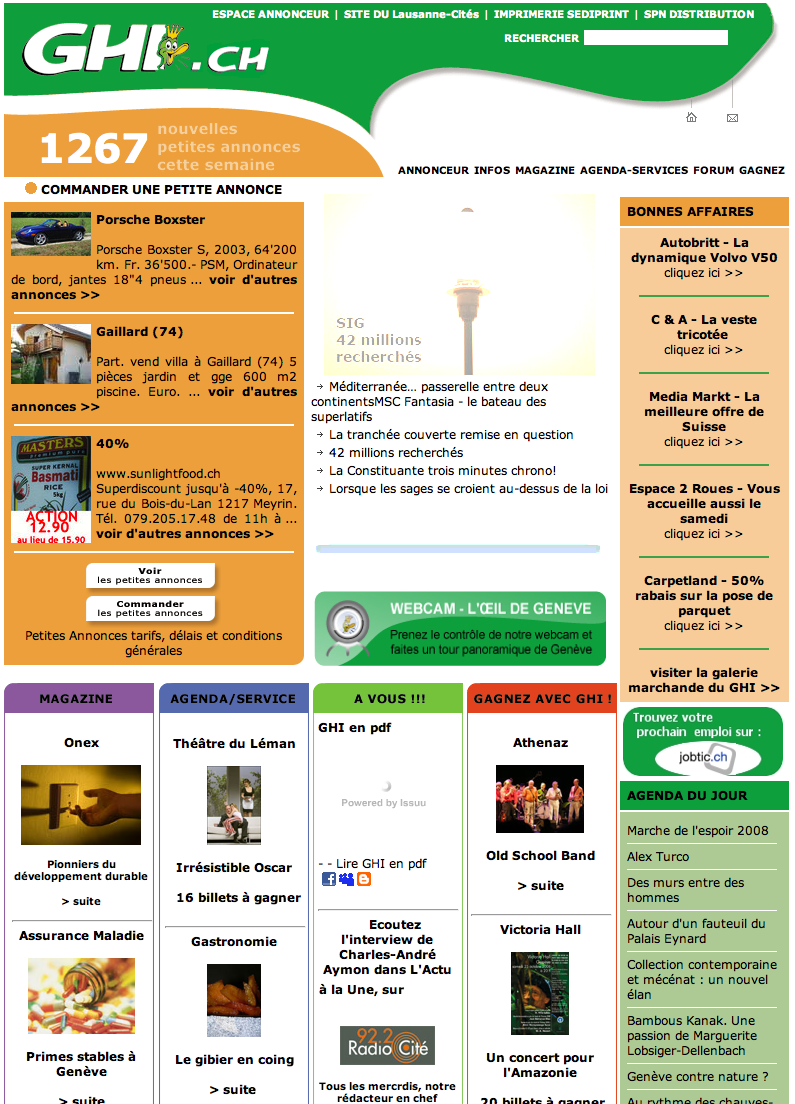 ESPACE ANNONCEUR | SITE DU Lausanne-Cités | IMPRIMERIE SEDIPRINT | SPN DISTRIBUTION
RECHERCHER
GHI.CH
1267
nouvelles
petites annonces
cette semaine
ANNONCEUR INFOS MAGAZINE AGENDA-SERVICES FORUM GAGNEZ
COMMANDER UNE PETITE ANNONCE
Porsche Boxster
Porsche Boxster S, 2003, 64'200
km. Fr. 36'500.- PSM, Ordinateur
de bord, jantes 18"4 pneus ... voir d'autres
annonces >>
Gaillard (74)
Part. vend villa à Gaillard (74) 5
pièces jardin et gge 600 m2
piscine. Euro. ... voir d'autres
annonces >>
MASTERS
premium pure
SUPER KERNAL
Basmati
RICE
5kg
ACTION
12.90
au lieu de 15.90
40%
www.sunlightfood.ch
Superdiscount jusqu'à -40%, 17,
rue du Bois-du-Lan 1217 Meyrin.
Tél. 079.205.17.48 de 11h à ...
voir d'autres annonces >>
Voir
les petites annonces
Commander
les petites annonces
Petites Annonces tarifs, délais et conditions
générales
SIG
42 millions
recherchés
Méditerranée... passerelle entre deux
continentsMSC Fantasia - le bateau des
superlatifs
La tranchée couverte remise en question
42 millions recherchés
La Constituante trois minutes chrono!
Lorsque les sages se croient au-dessus de la loi
WEBCAM - L'ŒIL DE GENEVE
Prenez le contrôle de notre webcam et
faites un tour panoramique de Genève
BONNES AFFAIRES
Autobritt - La
dynamique Volvo V50
cliquez ici >>
C & A - La veste
tricotée
cliquez ici >>
Media Markt - La
meilleure offre de
Suisse
cliquez ici >>
Espace 2 Roues - Vous
accueille aussi le
samedi
cliquez ici >>
Carpetland - 50%
rabais sur la pose de
parquet
cliquez ici >>
visiter la galerie
marchande du GHI >>
Trouvez votre
prochain emploi sur :
jobtic.ch
MAGAZINE
Onex
Pionniers du
développement durable
> suite
Assurance Maladie
Primes stables à
Genève
> suite
AGENDA/SERVICE
Théâtre du Léman
Irrésistible Oscar
16 billets à gagner
Gastronomie
Le gibier en coing
> suite
A VOUS !!!
GHI en pdf
Powered by Issuu
- - Lire GHI en pdf
Ecoutez
l'interview de
Charles-André
Aymon dans L'Actu
à la Une, sur
92.2
Radio Cité
Tous les mercrdis, notre
rédacteur en chef
GAGNEZ AVEC GHI !
Athenaz
Old School Band
> suite
Victoria Hall
Un concert pour
l'Amazonie
20 billets à gagner
AGENDA DU JOUR
Marche de l'espoir 2008
Alex Turco
Des murs entre des
hommes
Autour d'un fauteuil du
Palais Eynard
Collection contemporaine
et mécénat : un nouvel
élan
Bambous Kanak. Une
passion de Marguerite
Lobsiger-Dellenbach
Genève contre nature ?
Au rythme des chauves-